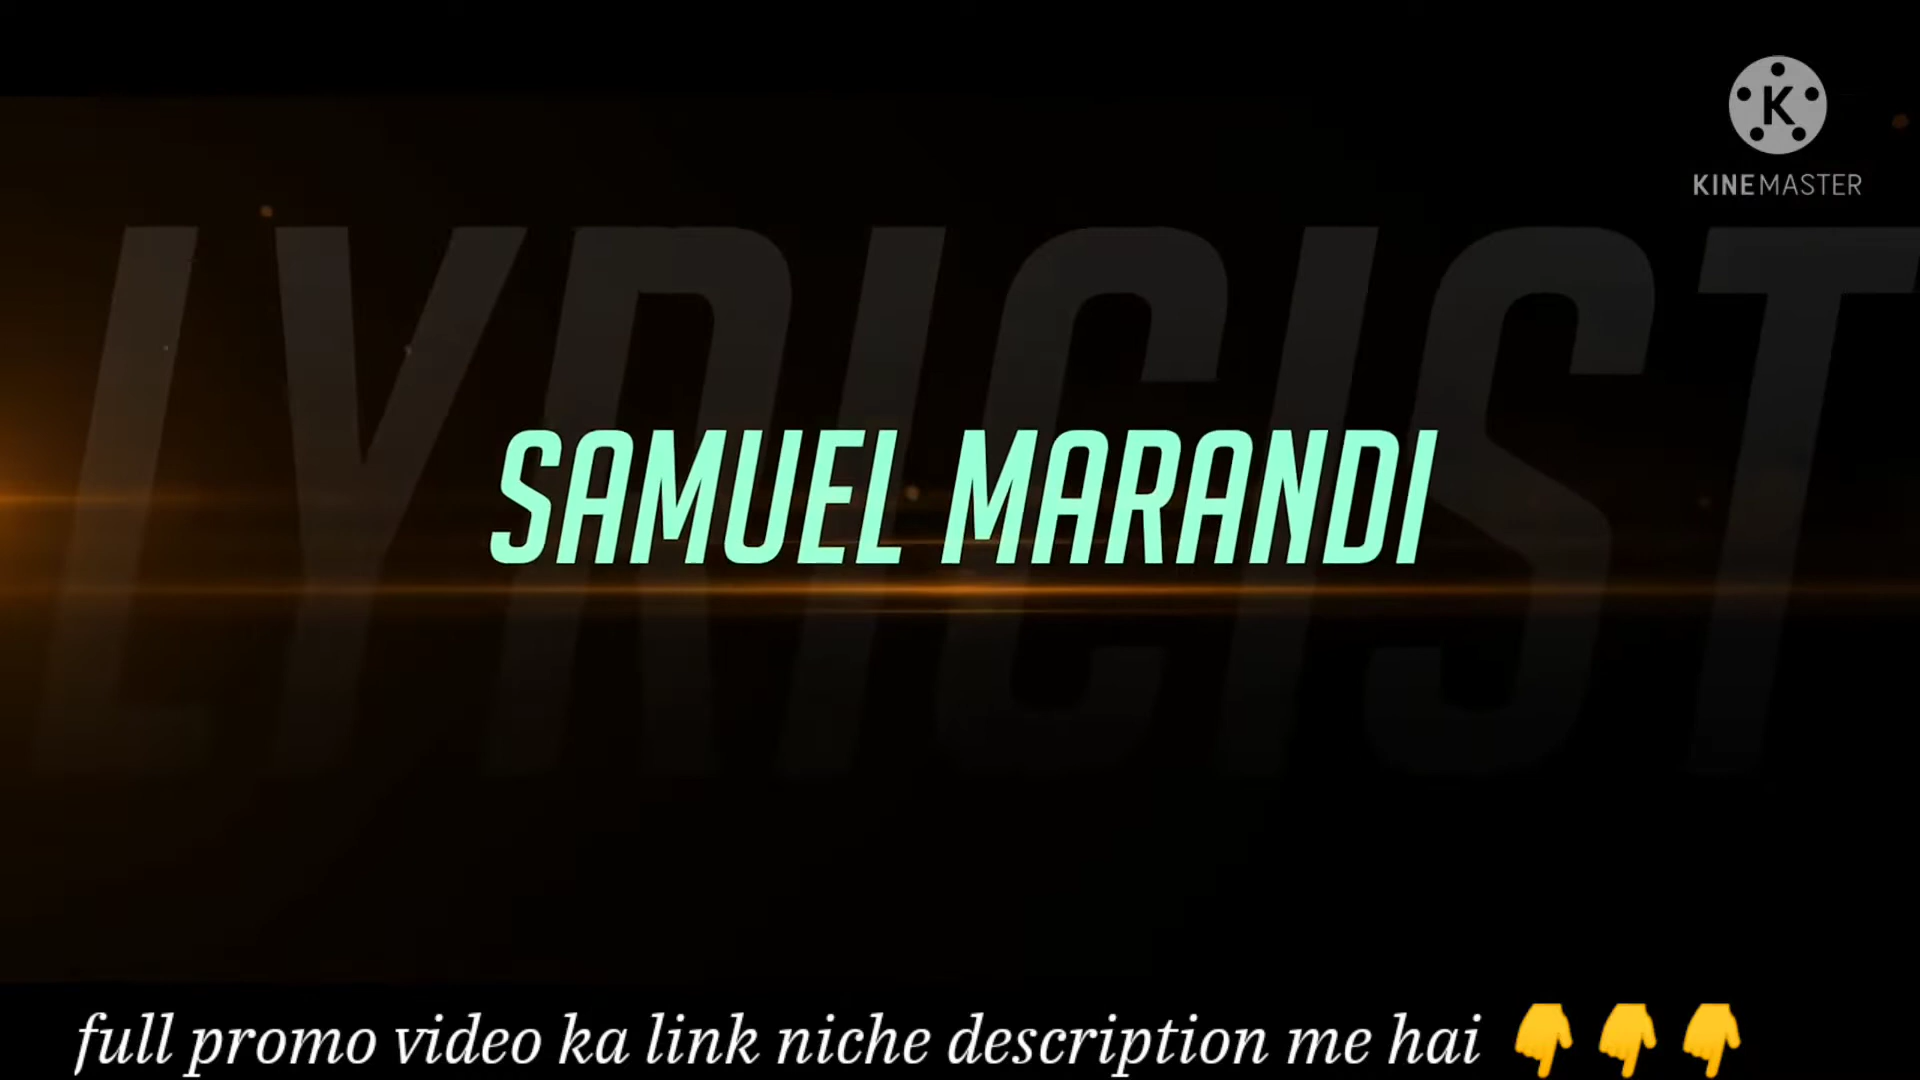 KINEMASTER
LYRICIST
SAMUEL MARANDI
full promo video ka link niche description me hai 👇👇👇